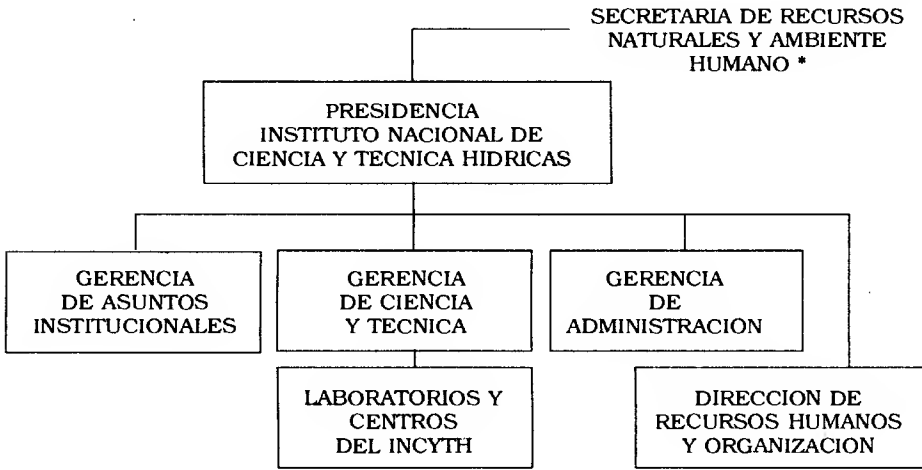 SECRETARIA DE RECURSOS
NATURALES Y AMBIENTE
HUMANO *
PRESIDENCIA
INSTITUTO NACIONAL DE
CIENCIA Y TECNICA HIDRICAS
GERENCIA
DE ASUNTOS
INSTITUCIONALES
GERENCIA
DE CIENCIA
Y TECNICA
GERENCIA
DE
ADMINISTRACION
LABORATORIOS Y
CENTROS
DEL INCYTH
DIRECCION DE
RECURSOS HUMANOS
Y ORGANIZACION